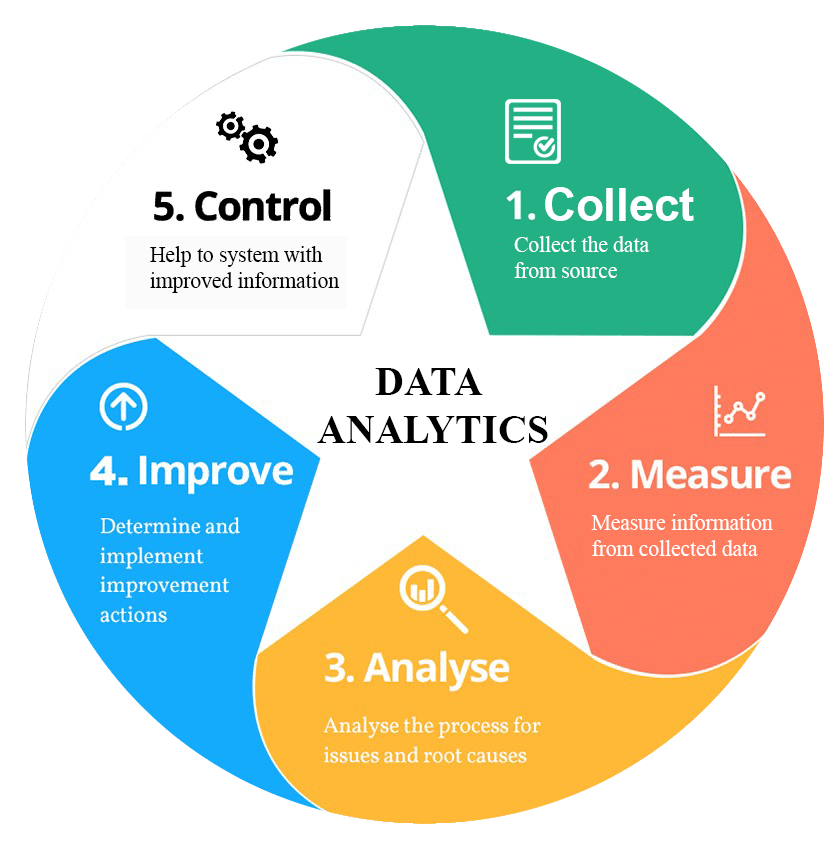 DATA
ANALYTICS
1. Collect
Collect the data
from source
2. Measure
Measure information
from collected data
3. Analyse
Analyse the process for
issues and root causes
4. Improve
Determine and
implement
improvement
actions
5. Control
Help to system with
improved information